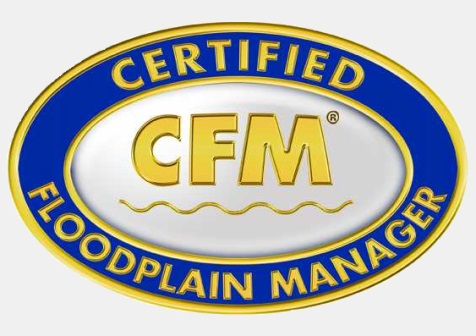 CERTIFIED
CFM®
FLOODPLAIN MANAGER